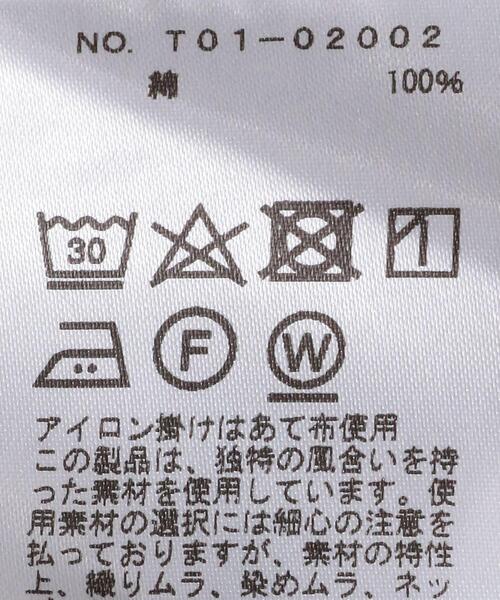 NO. T01-02002
綿 100%
30
F W
アイロン掛けはあて布使用
この製品は、独特の風合いを持
った素材を使用しています。使
用素材の選択には細心の注意を
払っておりますが、素材の特性
上、織りムラ、染めムラ、ネッ